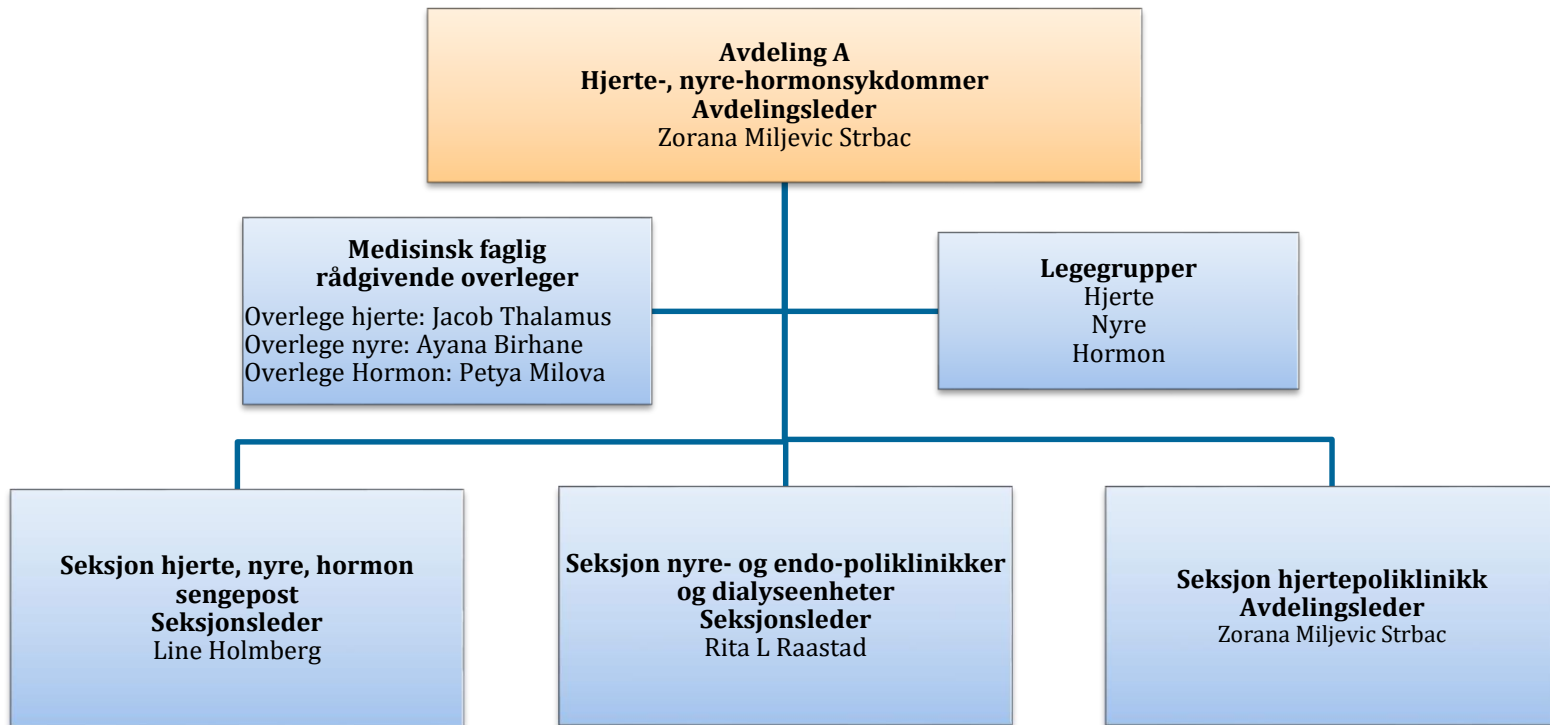 Avdeling A
Hjerte-, nyre-hormonsykdommer
Avdelingsleder
Zorana Miljevic Strbac
Medisinsk faglig
rådgivende overleger
Overlege hjerte: Jacob Thalamus
Overlege nyre: Ayana Birhane
Overlege Hormon: Petya Milova
Legegrupper
Hjerte
Nyre
Hormon
Seksjon hjerte, nyre, hormon
sengepost
Seksjonsleder
Line Holmberg
Seksjon nyre- og endo-poliklinikker
og dialyseenheter
Seksjonsleder
Rita L Raastad
Seksjon hjertepoliklinikk
Avdelingsleder
Zorana Miljevic Strbac